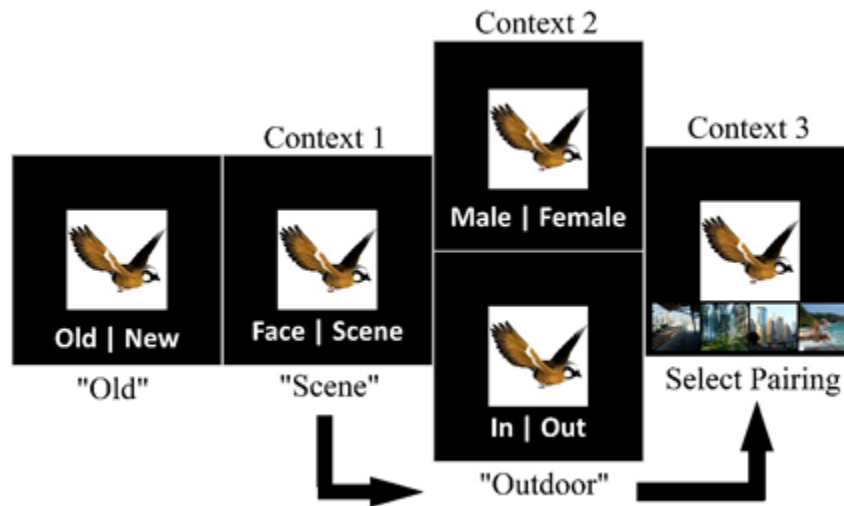 Context 2
Context 1
Context 3
Male | Female
Old | New
Face | Scene
"Old"
"Scene"
Select Pairing
In | Out
"Outdoor"